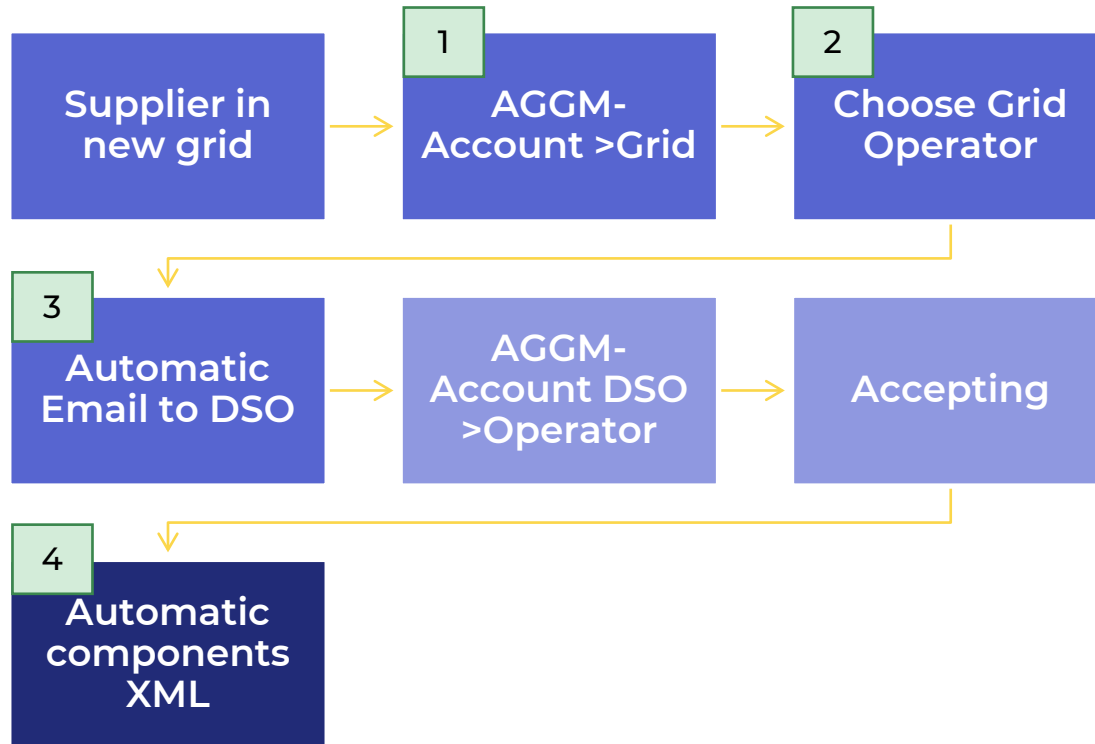 1
2
Supplier in
new grid
AGGM-
Account >Grid
Choose Grid
Operator
3
Automatic
Email to DSO
AGGM-
Account DSO
>Operator
Accepting
4
Automatic
components
XML